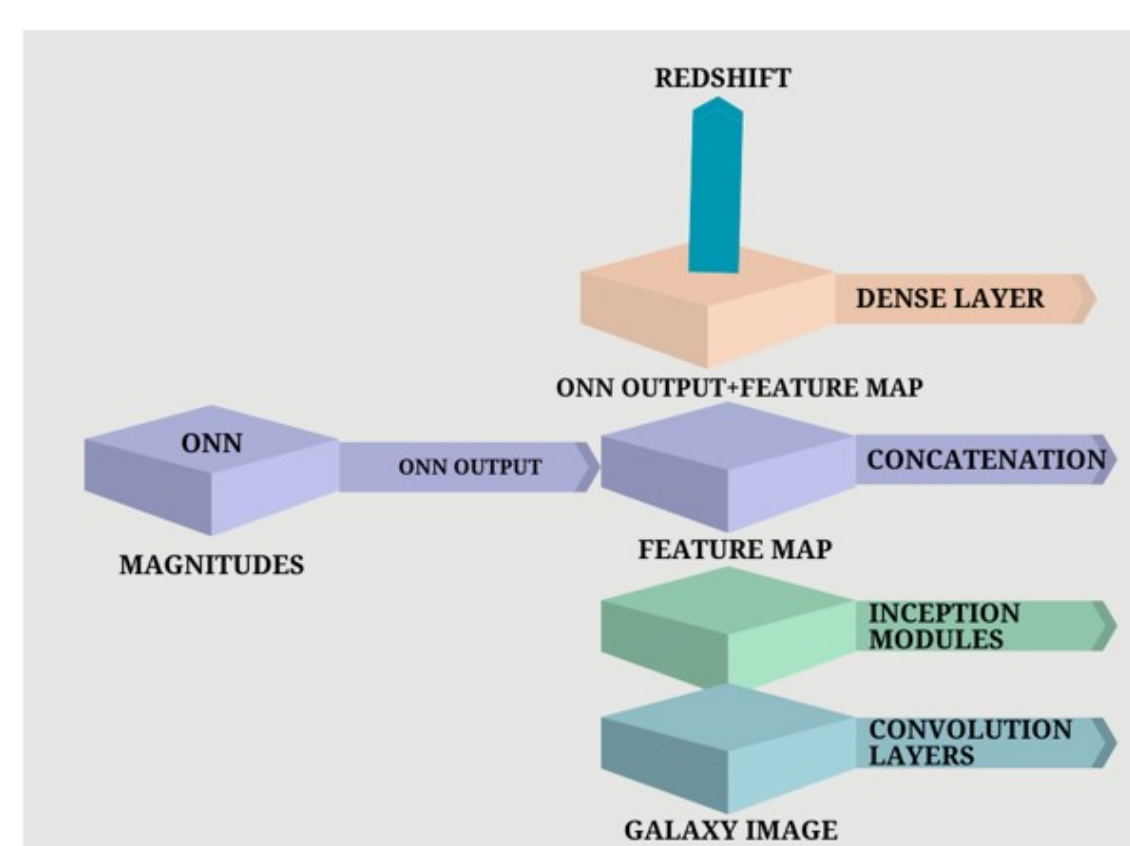 REDSHIFT
DENSE LAYER
ONN OUTPUT+FEATURE MAP
ONN
ONN OUTPUT
CONCATENATION
MAGNITUDES
FEATURE MAP
INCEPTION
MODULES
CONVOLUTION
LAYERS
GALAXY IMAGE